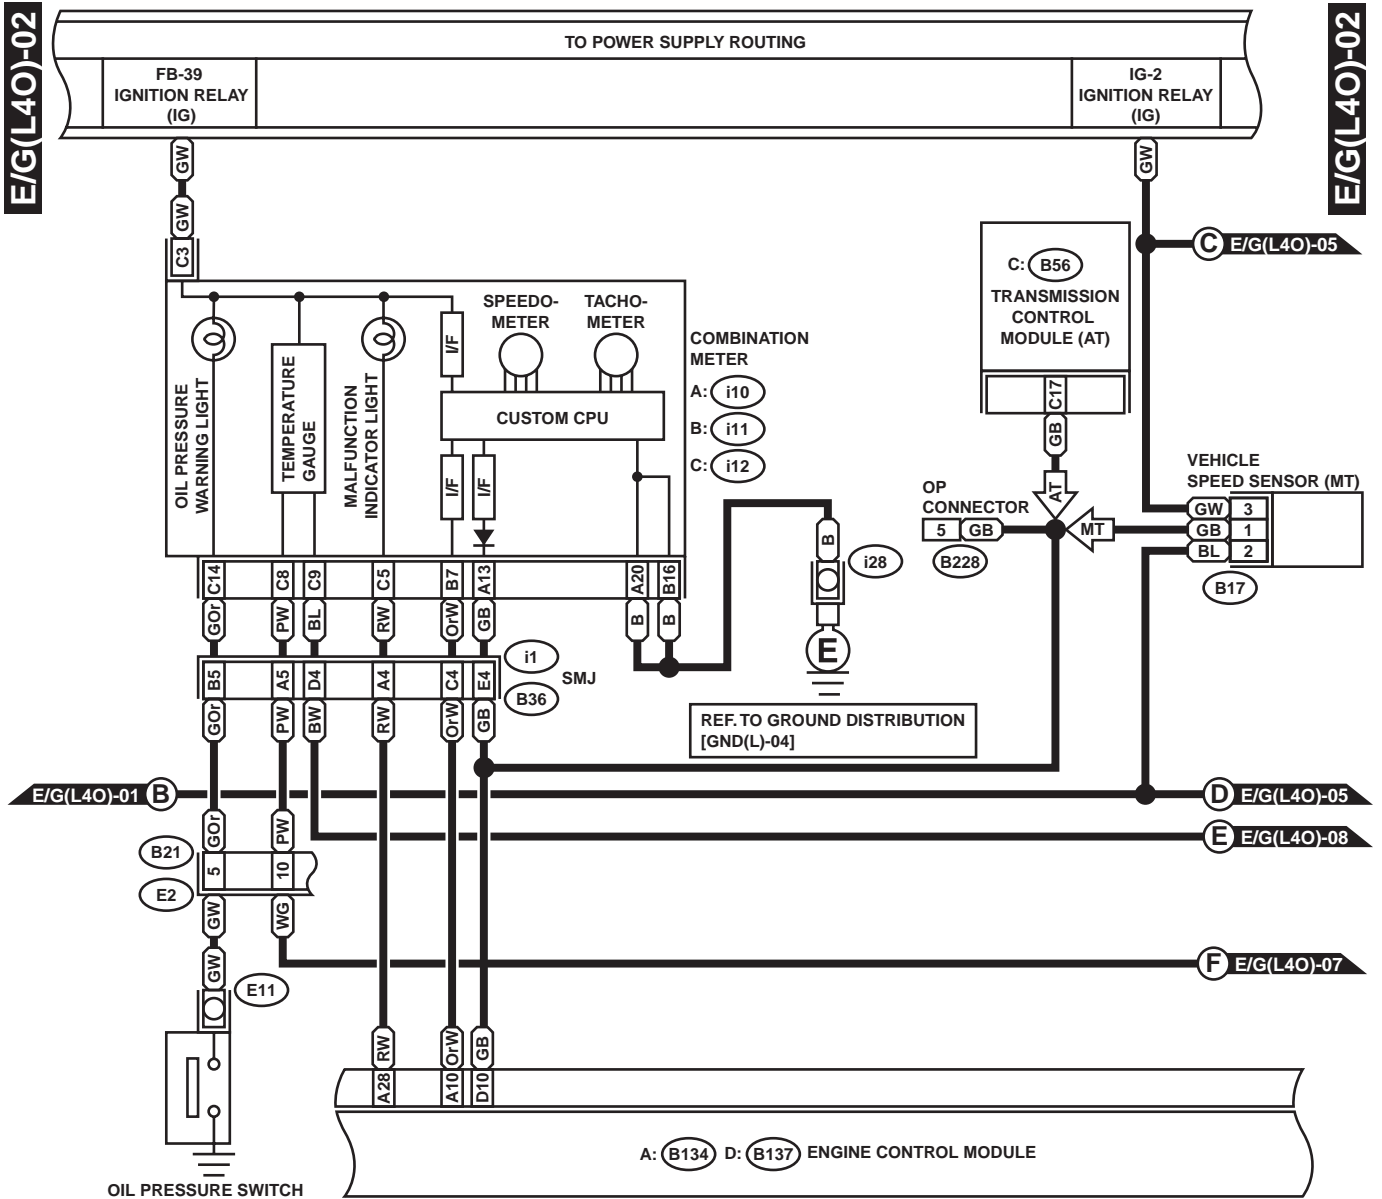 E/G(L4O)-02
E/G(L4O)-02
TO POWER SUPPLY ROUTING
FB-39
IGNITION RELAY
(IG)
IG-2
IGNITION RELAY
(IG)
GW
GW
GW
C3
C E/G(L4O)-05
C: B56
TRANSMISSION
CONTROL
MODULE (AT)
C17
GB
AT
OIL PRESSURE
WARNING LIGHT
TEMPERATURE
GAUGE
MALFUNCTION
INDICATOR LIGHT
I/F
SPEEDO-
METER
TACHO-
METER
CUSTOM CPU
I/F
I/F
COMBINATION
METER
A: i10
B: i11
C: i12
OP
CONNECTOR
5 GB
B228
MT
VEHICLE
SPEED SENSOR (MT)
GW 3
GB 1
BL 2
B17
B
i28
E
C14 C8 C9 C5 B7 A13 A20 B16
GOr PW BL RW OrW GB B B
i1
B5 A5 D4 A4 C4 E4
SMJ
B36
GOr PW BW RW OrW GB
REF. TO GROUND DISTRIBUTION
[GND(L)-04]
E/G(L4O)-01 B
D E/G(L4O)-05
E E/G(L4O)-08
GOr PW
B21
5 10
E2
GW WG
F E/G(L4O)-07
GW
E11
RW OrW GB
A28 A10 D10
A: B134 D: B137 ENGINE CONTROL MODULE
OIL PRESSURE SWITCH